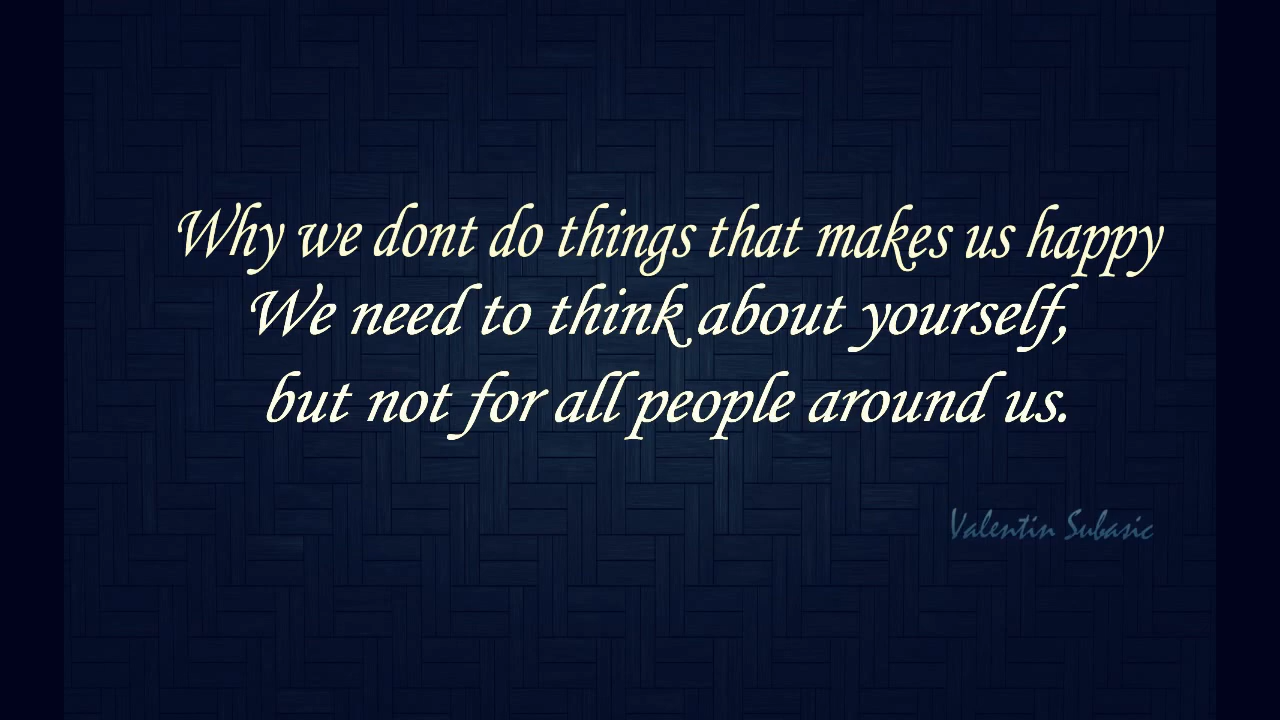 Why we dont do things that makes us happy
We need to think about yourself,
but not for all people around us.
Valentin Subasic